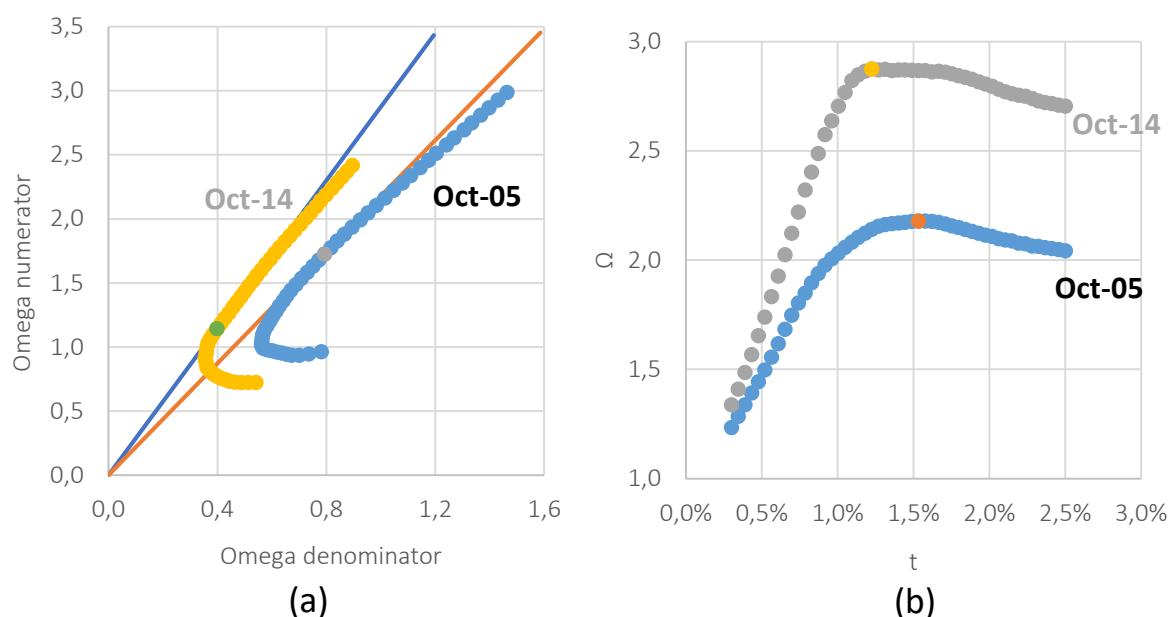 3,5
3,0
2,5
2,0
1,5
1,0
0,5
0,0
Omega numerator
Oct-14
Oct-05
0,0
0,4
0,8
1,2
1,6
Omega denominator
(a)
3,0
2,5
2,0
1,5
1,0
Ω
Oct-14
Oct-05
0,0%
0,5%
1,0%
1,5%
2,0%
2,5%
3,0%
t
(b)